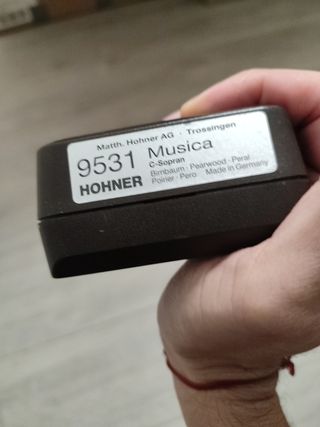 Matth. Hohner AG · Trossingen
9531 Musica
C-Sopran
HOHNER Birnbaum · Pearwood · Peral
Poirier · Pero Made in Germany